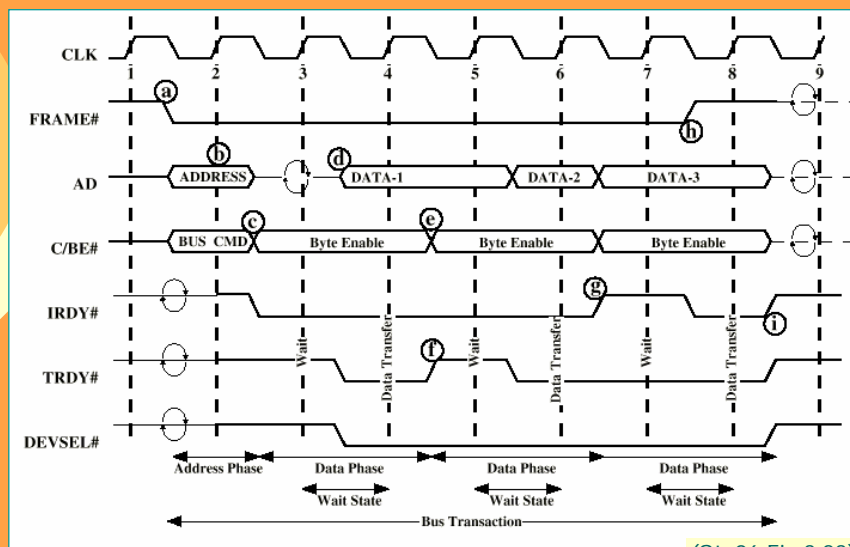 CLK
1 2 3 4 5 6 7 8 9
a
FRAME#
h
b
d
ADDRESS DATA-1 DATA-2 DATA-3
AD
c
e
BUS CMD Byte Enable Byte Enable Byte Enable
C/BE#
g
IRDY#
i
Wait Data Transfer Wait Data Transfer Wait Data Transfer
f
TRDY#
DEVSEL#
Address Phase Data Phase Data Phase Data Phase
Wait State Wait State Wait State
Bus Transaction